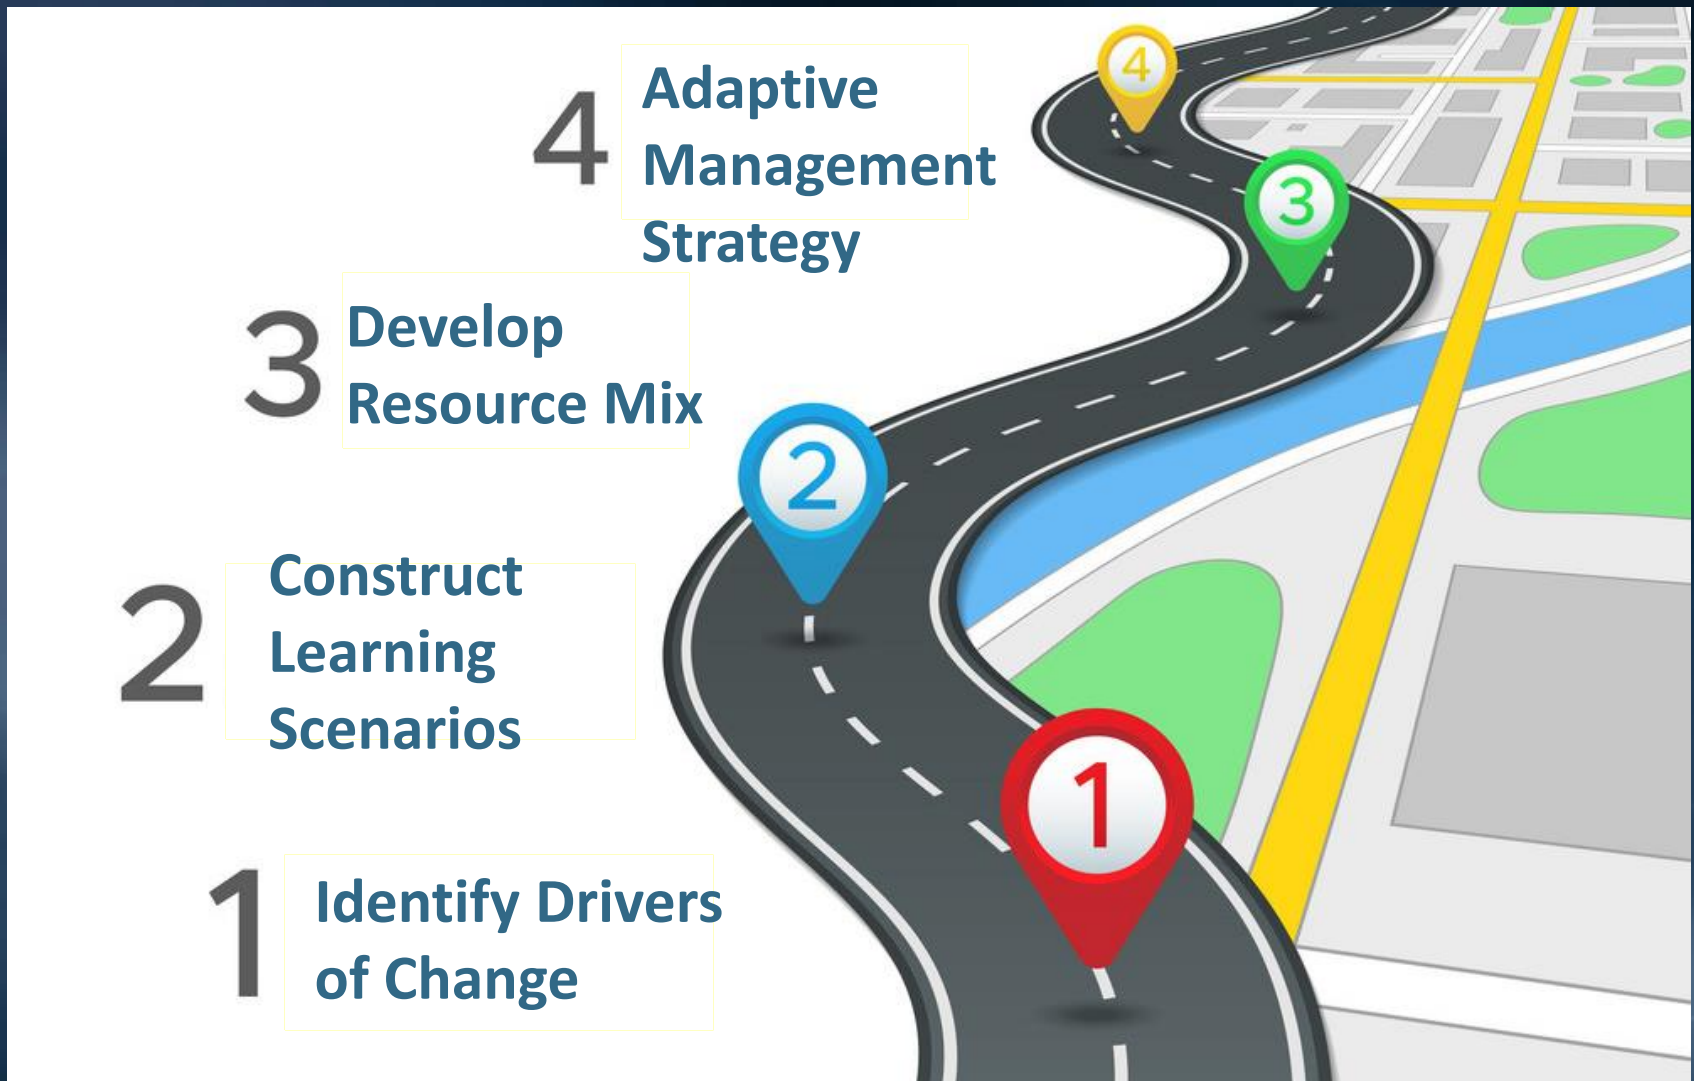 4
Adaptive
Management
Strategy
4
3
3
Develop
Resource Mix
2
2
Construct
Learning
Scenarios
1
1
Identify Drivers
of Change